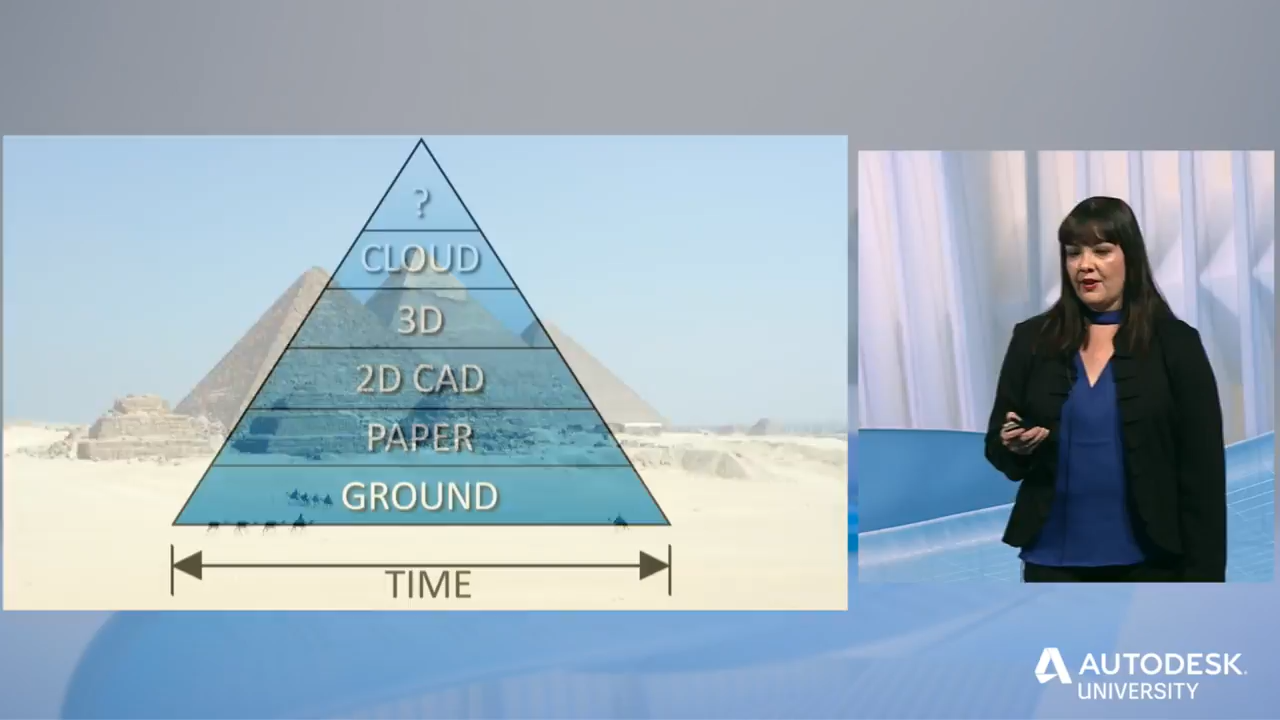 ?
CLOUD
3D
2D CAD
PAPER
GROUND
TIME
AUTODESK
UNIVERSITY